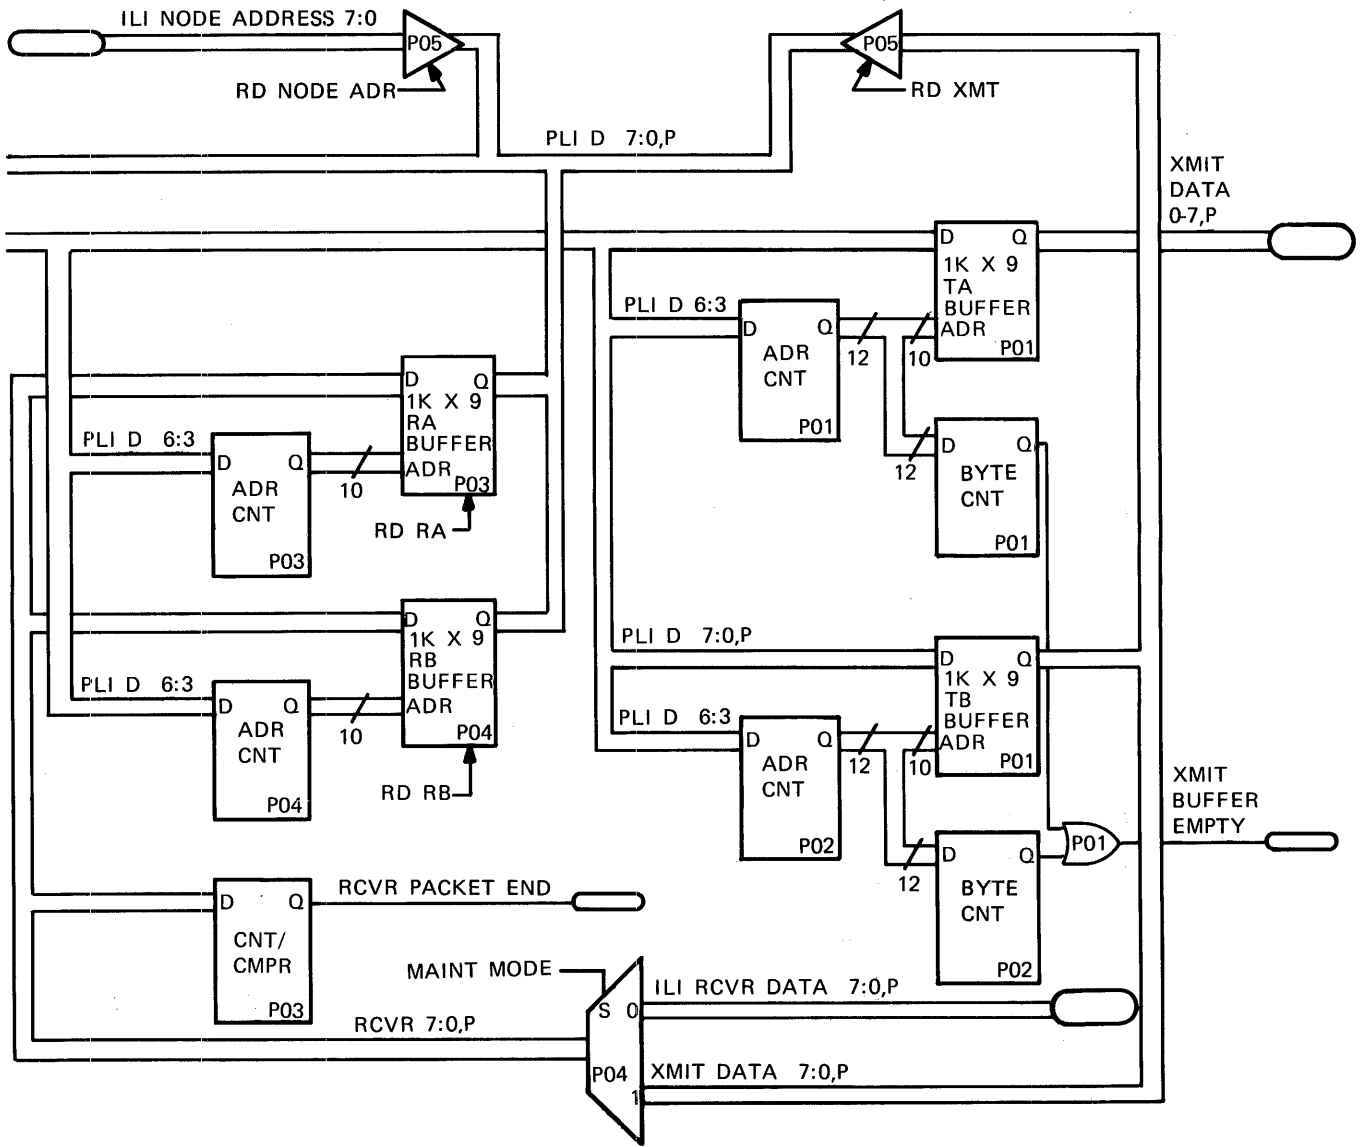 ILI NODE ADDRESS 7:0
P05
P05
RD NODE ADR
RD XMT
PLI D 7:0,P
XMIT
DATA
0-7,P
D Q
1K X 9
TA
BUFFER
ADR
P01
PLI D 6:3
D Q
ADR
CNT
P01
12
10
D Q
1K X 9
RA
BUFFER
ADR
P03
PLI D 6:3
D Q
ADR
CNT
P03
10
RD RA
12
D Q
BYTE
CNT
P01
D Q
1K X 9
RB
BUFFER
ADR
P04
PLI D 6:3
D Q
ADR
CNT
P04
10
RD RB
PLI D 7:0,P
D Q
1K X 9
TB
BUFFER
ADR
P01
PLI D 6:3
D Q
ADR
CNT
P02
12
10
XMIT
BUFFER
EMPTY
P01
12
D Q
BYTE
CNT
P02
D Q
CNT/
CMPR
P03
RCVR PACKET END
MAINT MODE
S 0
P04
1
ILI RCVR DATA 7:0,P
RCVR 7:0,P
XMIT DATA 7:0,P